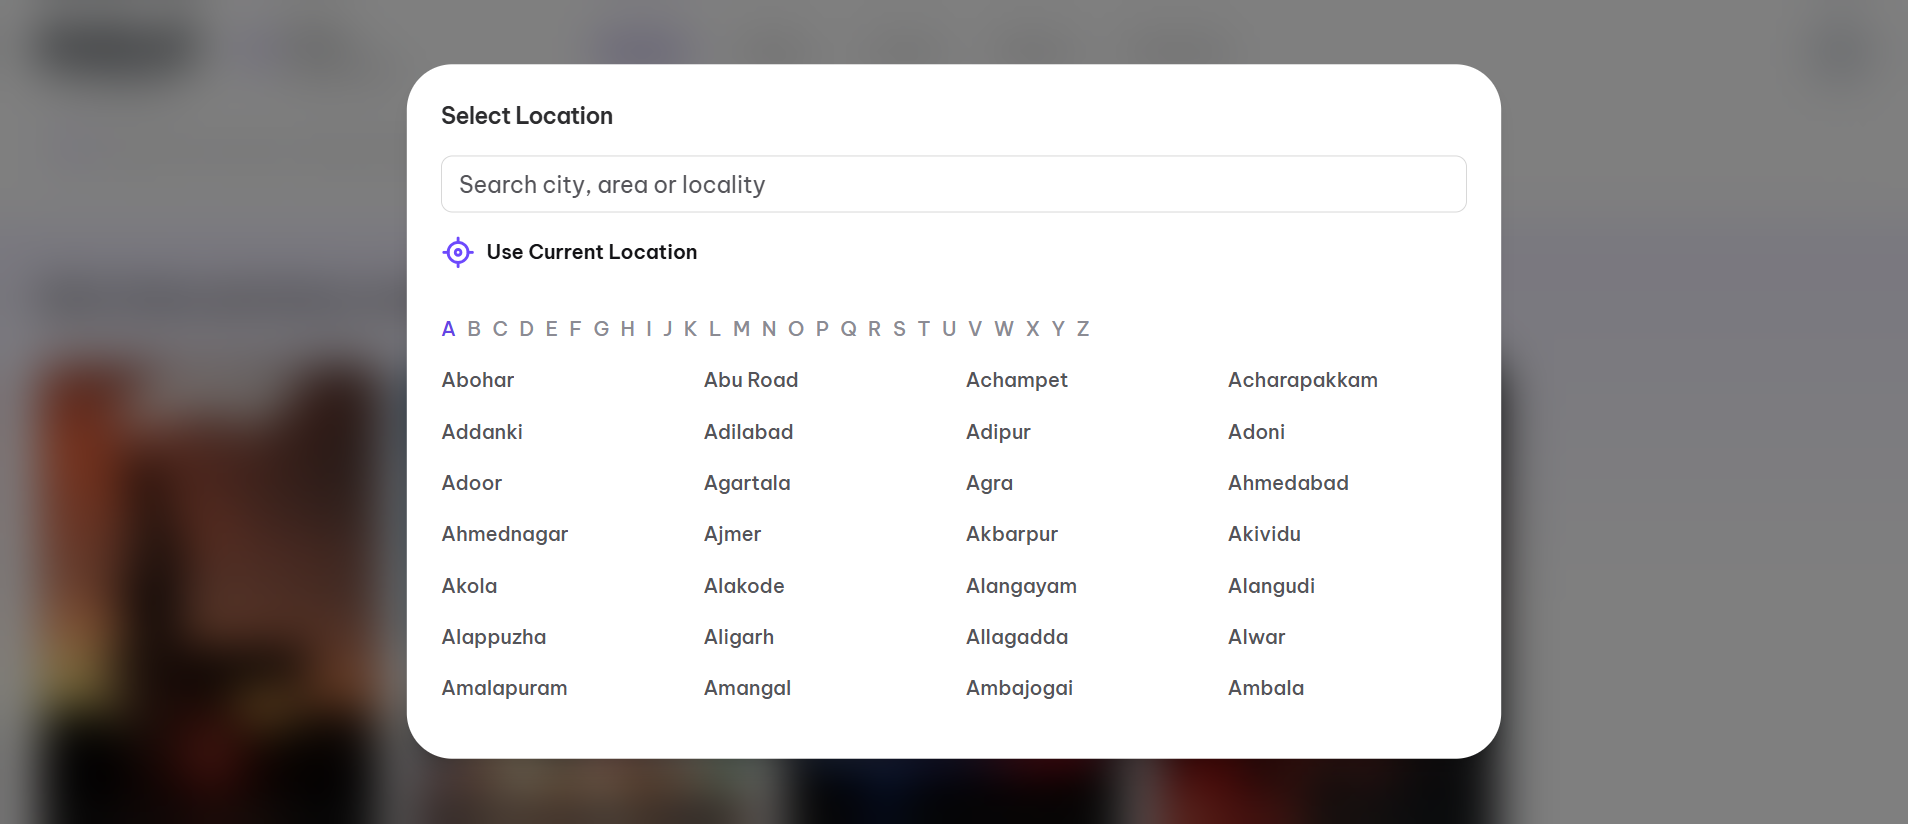 Select Location
Search city, area or locality
Use Current Location
A B C D E F G H I J K L M N O P Q R S T U V W X Y Z
Abohar Abu Road Achampet Acharapakkam
Addanki Adilabad Adipur Adoni
Adoor Agartala Agra Ahmedabad
Ahmednagar Ajmer Akbarpur Akividu
Akola Alakode Alangayam Alangudi
Alappuzha Aligarh Allagadda Alwar
Amalapuram Amangal Ambajogai Ambala